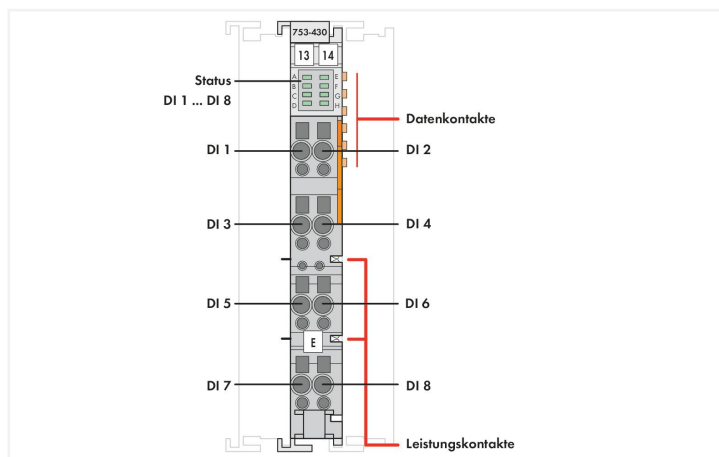 753-430
13 14
A E
B F
C G
D H
Status
DI 1 ... DI 8
Datenkontakte
DI 1 DI 2
DI 3 DI 4
DI 5 DI 6
E
DI 7 DI 8
Leistungskontakte